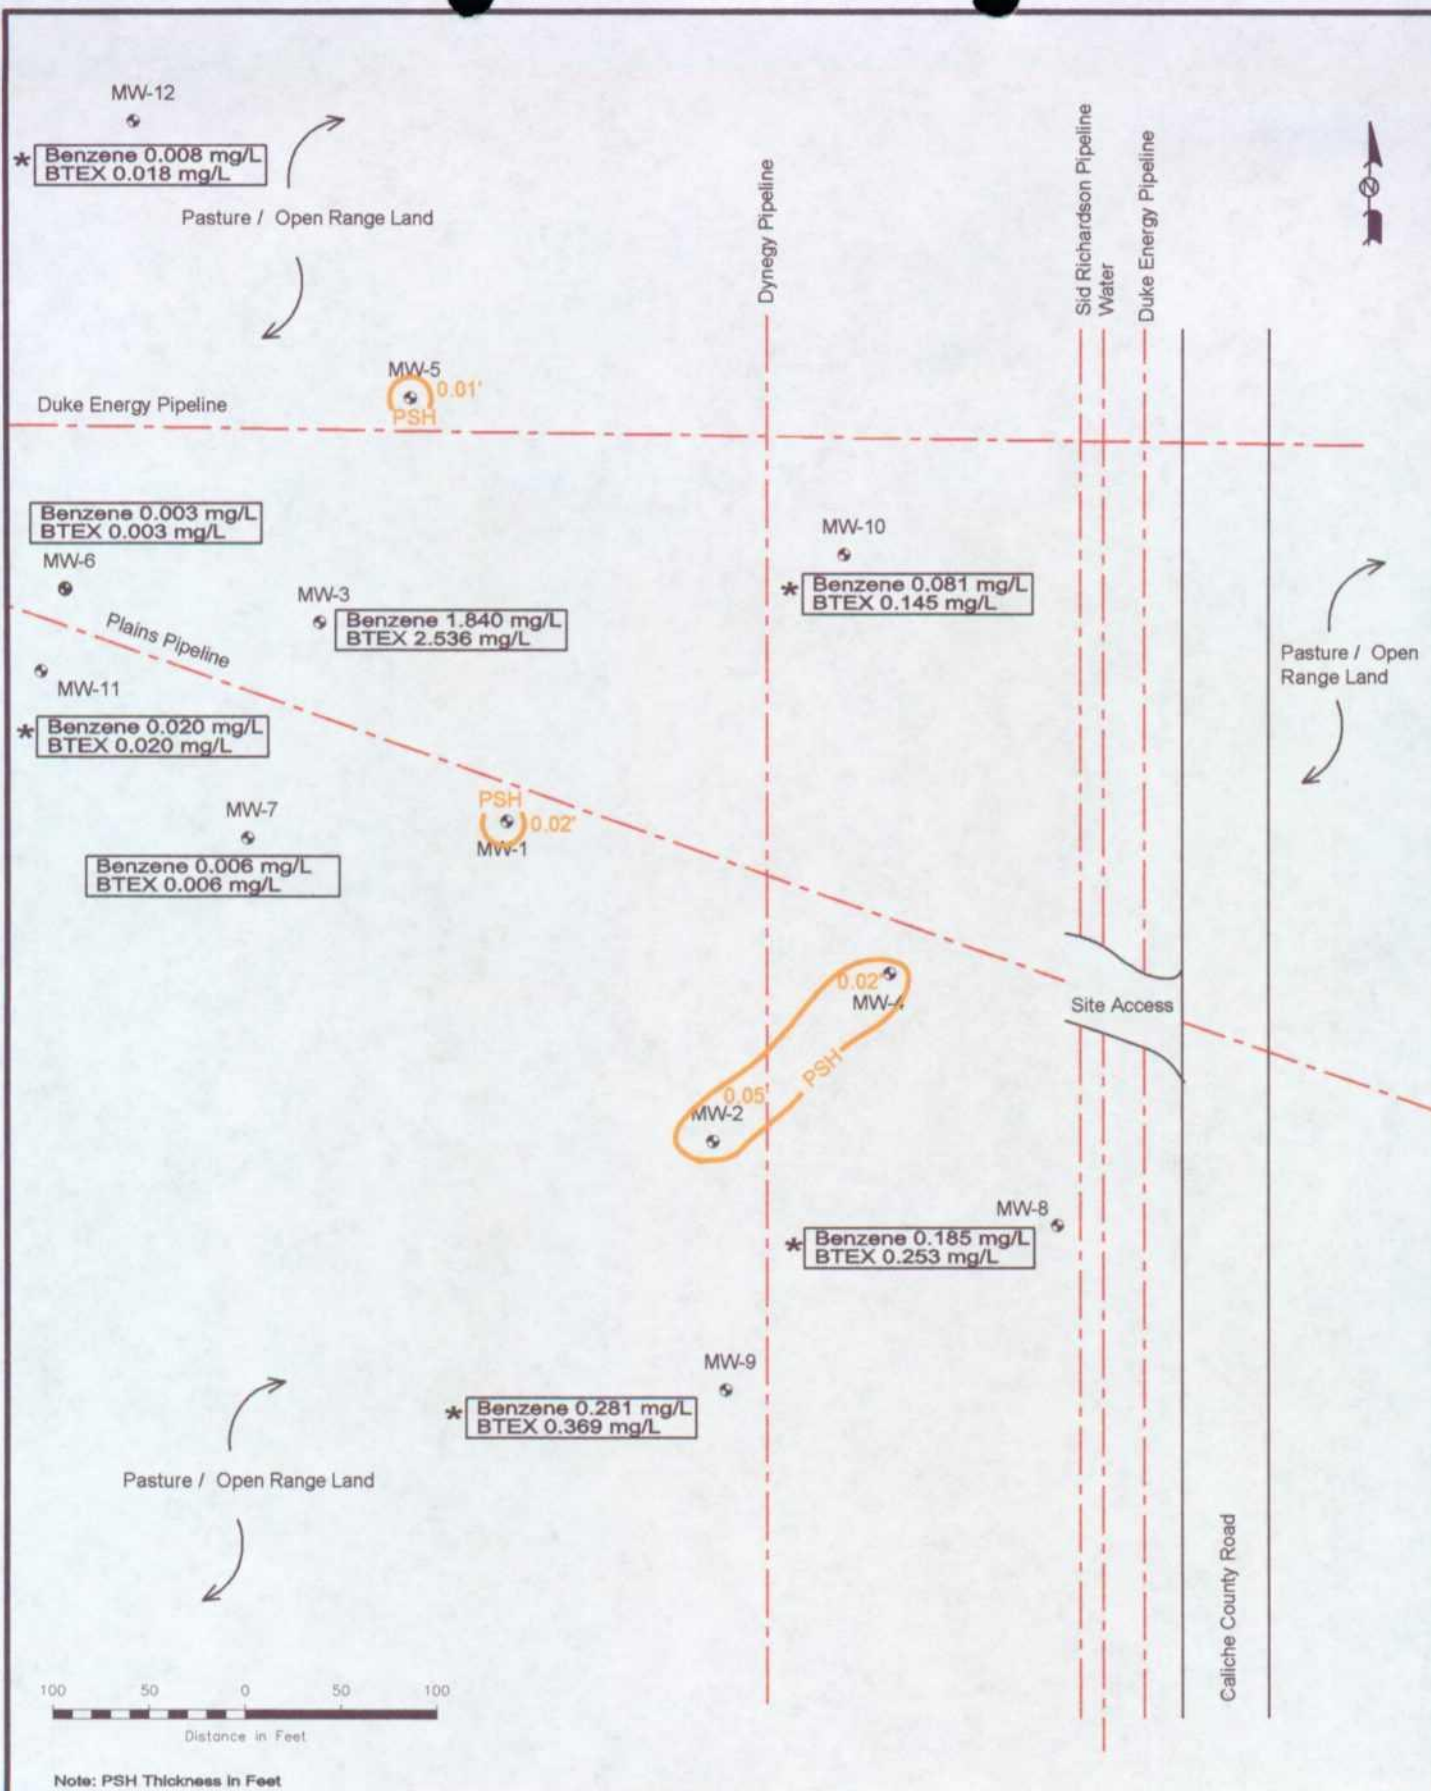 MW-12
* Benzene 0.008 mg/L
BTEX 0.018 mg/L
Pasture / Open Range Land
Dynegy Pipeline
Sid Richardson Pipeline
Water
Duke Energy Pipeline
MW-5
0.01'
PSH
Duke Energy Pipeline
Benzene 0.003 mg/L
BTEX 0.003 mg/L
MW-6
MW-3
Benzene 1.840 mg/L
BTEX 2.536 mg/L
MW-10
* Benzene 0.081 mg/L
BTEX 0.145 mg/L
Plains Pipeline
Pasture / Open
Range Land
MW-11
* Benzene 0.020 mg/L
BTEX 0.020 mg/L
MW-7
Benzene 0.006 mg/L
BTEX 0.006 mg/L
PSH
0.02'
MW-1
0.02'
MW-4
Site Access
PSH
0.05'
MW-2
MW-8
* Benzene 0.185 mg/L
BTEX 0.253 mg/L
MW-9
* Benzene 0.281 mg/L
BTEX 0.369 mg/L
Pasture / Open Range Land
Caliche County Road
100 50 0 50 100
Distance in Feet
Note: PSH Thickness in Feet